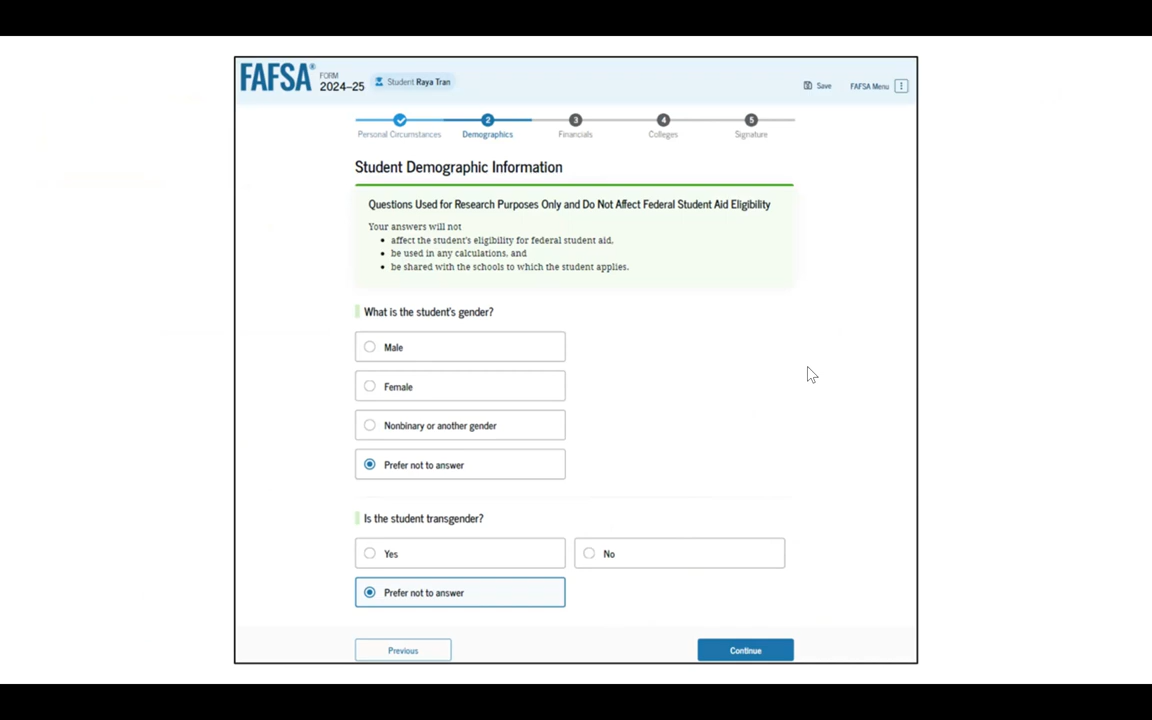 FAFSA® FORM 2024–25 Student Raya Tran
Save FAFSA Menu
2 3 4 5
Personal Circumstances Demographics Financials Colleges Signature
Student Demographic Information
Questions Used for Research Purposes Only and Do Not Affect Federal Student Aid Eligibility
Your answers will not
• affect the student's eligibility for federal student aid,
• be used in any calculations, and
• be shared with the schools to which the student applies.
What is the student's gender?
Male
Female
Nonbinary or another gender
Prefer not to answer
Is the student transgender?
Yes No
Prefer not to answer
Previous Continue